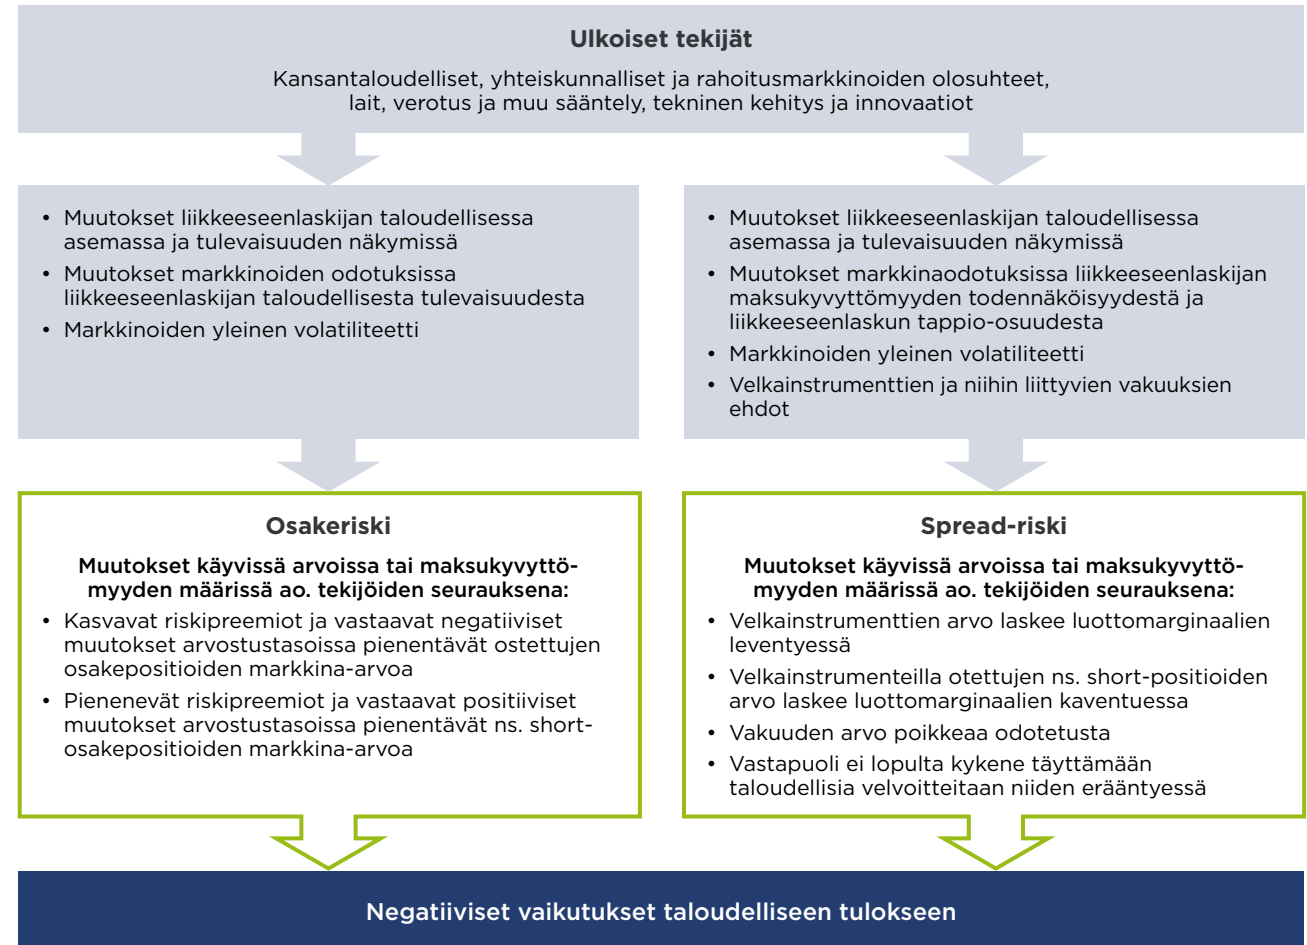 Ulkoiset tekijät
Kansantaloudelliset, yhteiskunnalliset ja rahoitusmarkkinoiden olosuhteet,
lait, verotus ja muu sääntely, tekninen kehitys ja innovaatiot
• Muutokset liikkeeseenlaskijan taloudellisessa
asemassa ja tulevaisuuden näkymissä
• Muutokset markkinoiden odotuksissa
liikkeeseenlaskijan taloudellisesta tulevaisuudesta
• Markkinoiden yleinen volatiliteetti
• Muutokset liikkeeseenlaskijan taloudellisessa
asemassa ja tulevaisuuden näkymissä
• Muutokset markkinaodotuksissa liikkeeseenlaskijan
maksukyvyttömyyden todennäköisyydestä ja
liikkeeseenlaskun tappio-osuudesta
• Markkinoiden yleinen volatiliteetti
• Velkainstrumenttien ja niihin liittyvien vakuuksien
ehdot
Osakeriski
Muutokset käyvissä arvoissa tai maksukyvyttö-
myyden määrissä ao. tekijöiden seurauksena:
• Kasvavat riskipreemiot ja vastaavat negatiiviset
muutokset arvostustasoissa pienentävät ostettujen
osakepositioiden markkina-arvoa
• Pienenevät riskipreemiot ja vastaavat positiiviset
muutokset arvostustasoissa pienentävät ns. short-
osakepositioiden markkina-arvoa
Spread-riski
Muutokset käyvissä arvoissa tai maksukyvyttö-
myyden määrissä ao. tekijöiden seurauksena:
• Velkainstrumenttien arvo laskee luottomarginaalien
leventyessä
• Velkainstrumenteilla otettujen ns. short-positioiden
arvo laskee luottomarginaalien kaventuessa
• Vakuuden arvo poikkeaa odotetusta
• Vastapuoli ei lopulta kykene täyttämään
taloudellisia velvoitteitaan niiden erääntyessä
Negatiiviset vaikutukset taloudelliseen tulokseen